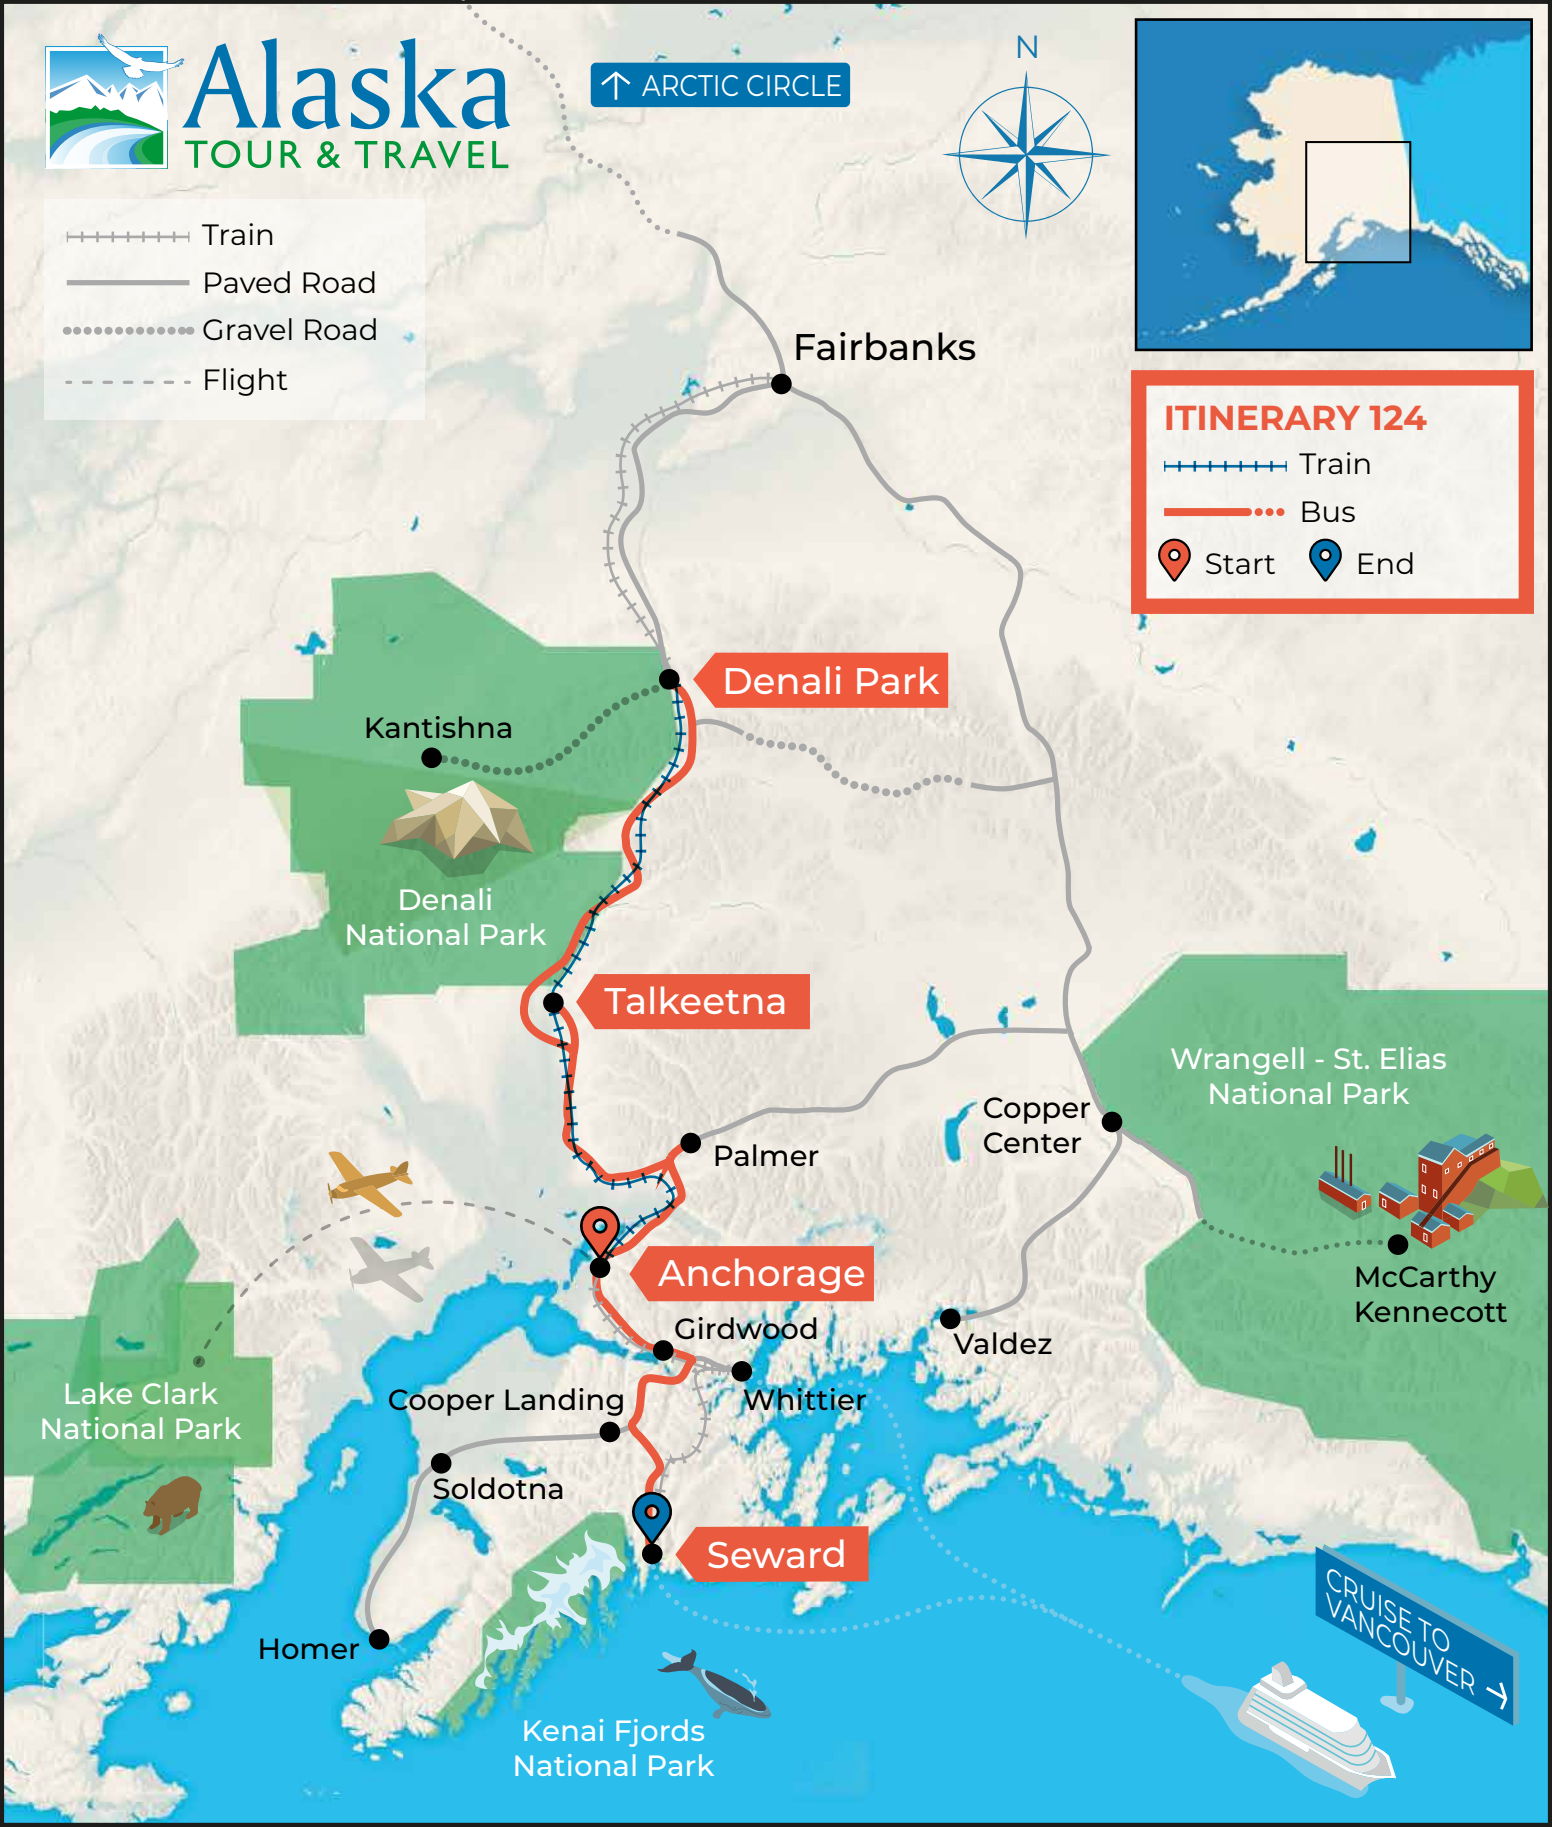 Alaska
TOUR & TRAVEL
↑ ARCTIC CIRCLE
N
Train
Paved Road
Gravel Road
Flight
Fairbanks
ITINERARY 124
Train
Bus
Start
End
Denali Park
Kantishna
Denali
National Park
Talkeetna
Wrangell - St. Elias
National Park
Copper
Center
Palmer
Anchorage
McCarthy
Kennecott
Girdwood
Valdez
Whittier
Cooper Landing
Lake Clark
National Park
Soldotna
Seward
Homer
CRUISE TO
VANCOUVER →
Kenai Fjords
National Park